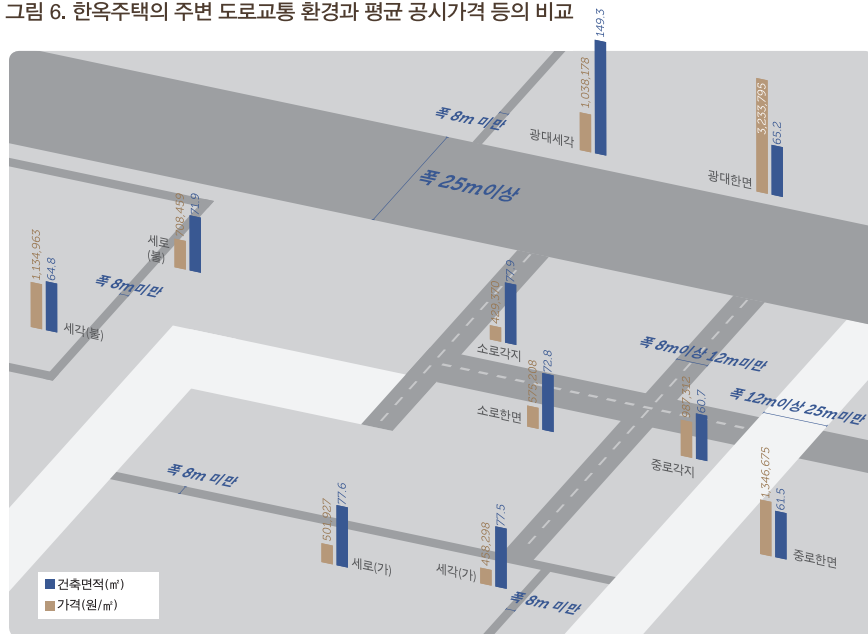 그림 6. 한옥주택의 주변 도로교통 환경과 평균 공시가격 등의 비교
149.3
1,038,178
3,233,795
65.2
폭 8m 미만
광대세각
광대한면
폭 25m이상
708,459
71.9
세로
(불)
1,134,963
64.8
폭 8m미만
세각(불)
77.9
소로각지
폭 8m이상 12m미만
575,208
72.8
소로한면
폭 12m이상 25m미만
987,312
60.7
중로각지
폭 8m 미만
1,346,675
61.5
중로한면
501,927
77.6
세로(가)
77.5
세각(가)
폭 8m 미만
건축면적(㎡)
가격(원/㎡)